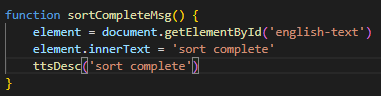 function sortCompleteMsg() {
    element = document.getElementById('english-text')
    element.innerText = 'sort complete'
    ttsDesc('sort complete')
}